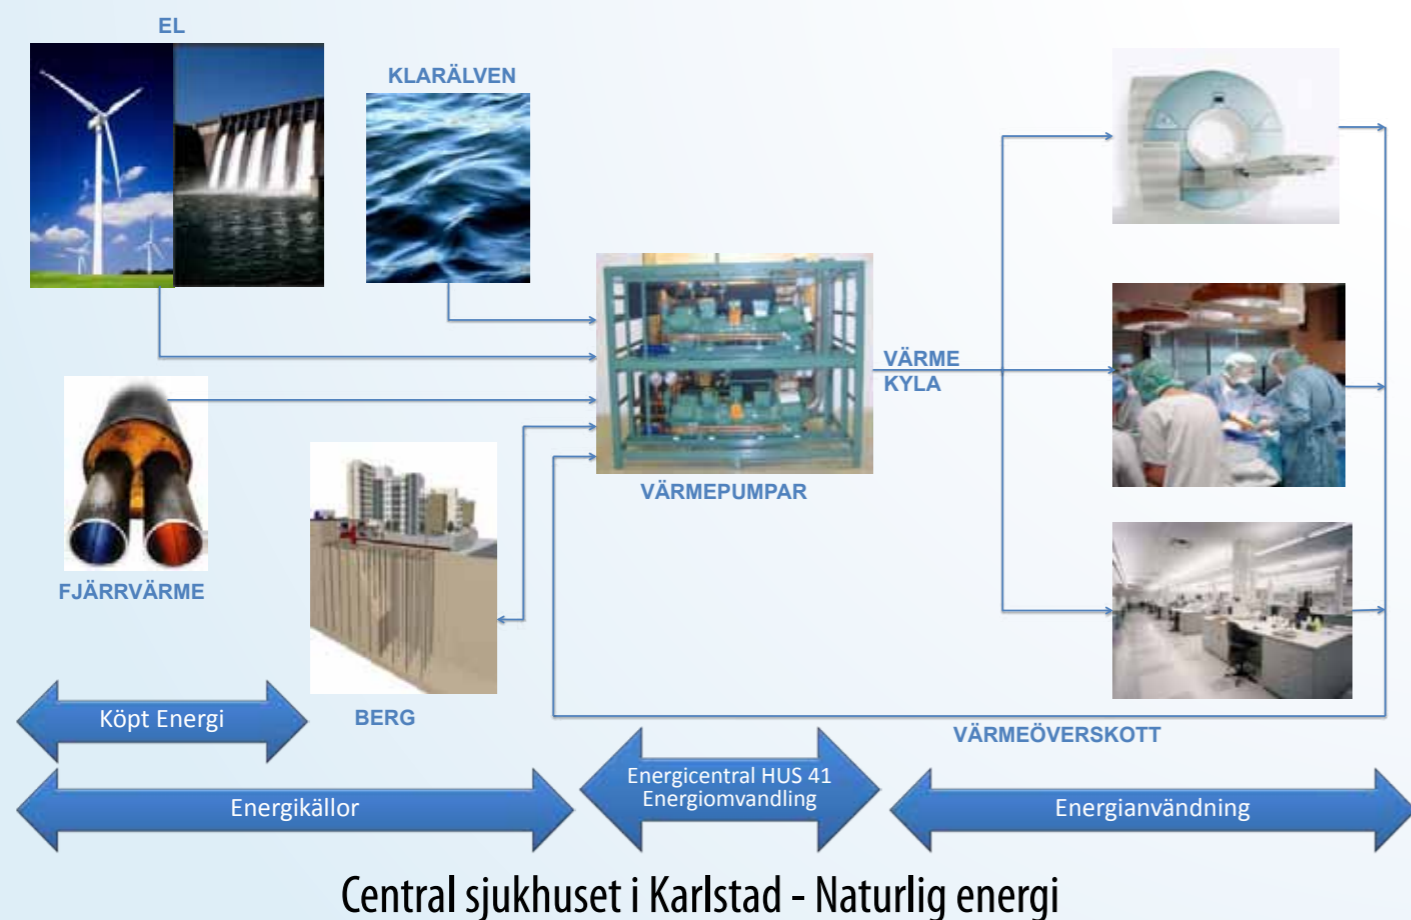 EL
KLARÄLVEN
VÄRME
KYLA
VÄRMEPUMPAR
FJÄRRVÄRME
BERG
VÄRMEÖVERSKOTT
Köpt Energi
Energikällor
Energicentral HUS 41
Energiomvandling
Energianvändning
Central sjukhuset i Karlstad - Naturlig energi